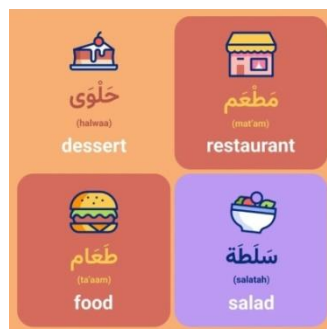 حَلْوَى
(halwaa)
dessert
مَطْعَم
(mat'am)
restaurant
طَعَام
(ta'aam)
food
سَلَطَة
(salatah)
salad